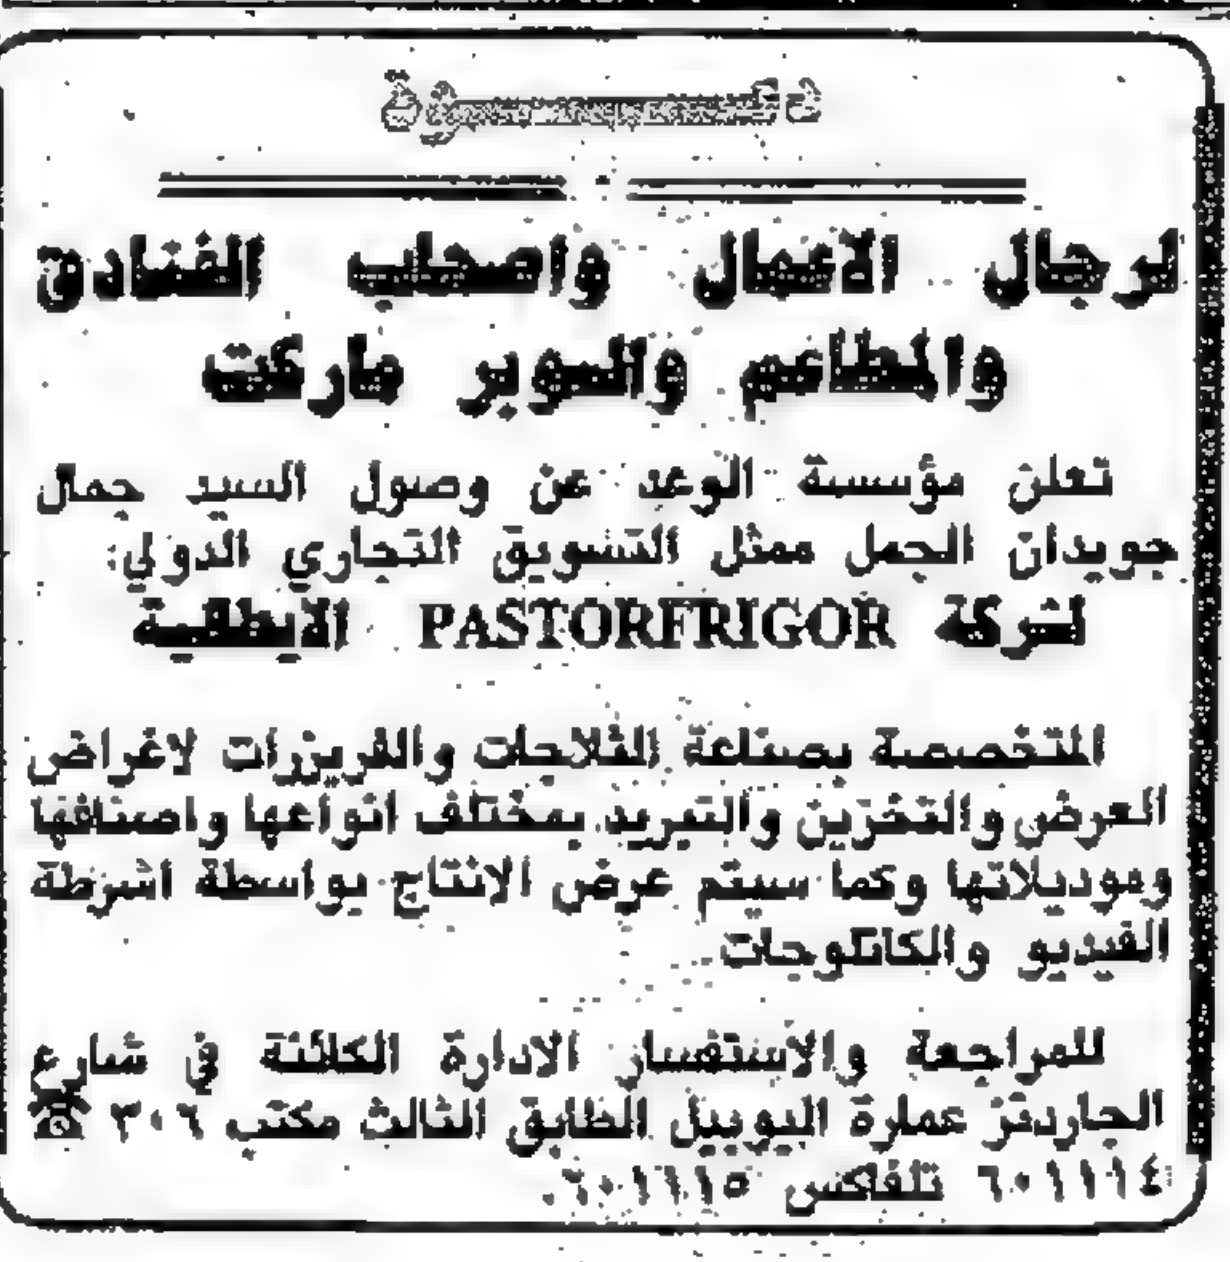 لرجال الاعمال واصحاب الفنادق
والمطاعم والسوبر ماركت
تعلن مؤسسة الوعد عن وصول السيد جمال
جويدان الجمل ممثل التسويق التجاري الدولي:
لشركة PASTORFRIGOR الايطالية
المتخصصة بصناعة الثلاجات والفريزرات لاغراض
العرض والتخزين والتبريد بمختلف انواعها واصنافها
وموديلاتها وكما سيتم عرض الانتاج بواسطة اشرطة
الفيديو والكاتلوجات.
للمراجعة والاستفسار الادارة الكائنة في شارع
الجاردنز عمارة اليوبيل الطابق الثالث مكتب ٣٠٦ ☎
٦٠١١١٤ تلفاكس ٦٠١١١٥.